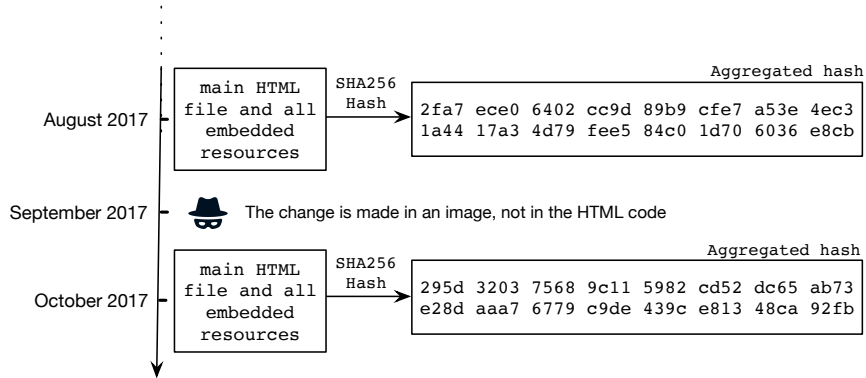 Aggregated hash
main HTML
file and all
embedded
resources
SHA256
Hash
2fa7 ece0 6402 cc9d 89b9 cfe7 a53e 4ec3
1a44 17a3 4d79 fee5 84c0 1d70 6036 e8cb
August 2017
September 2017
The change is made in an image, not in the HTML code
Aggregated hash
main HTML
file and all
embedded
resources
SHA256
Hash
295d 3203 7568 9c11 5982 cd52 dc65 ab73
e28d aaa7 6779 c9de 439c e813 48ca 92fb
October 2017